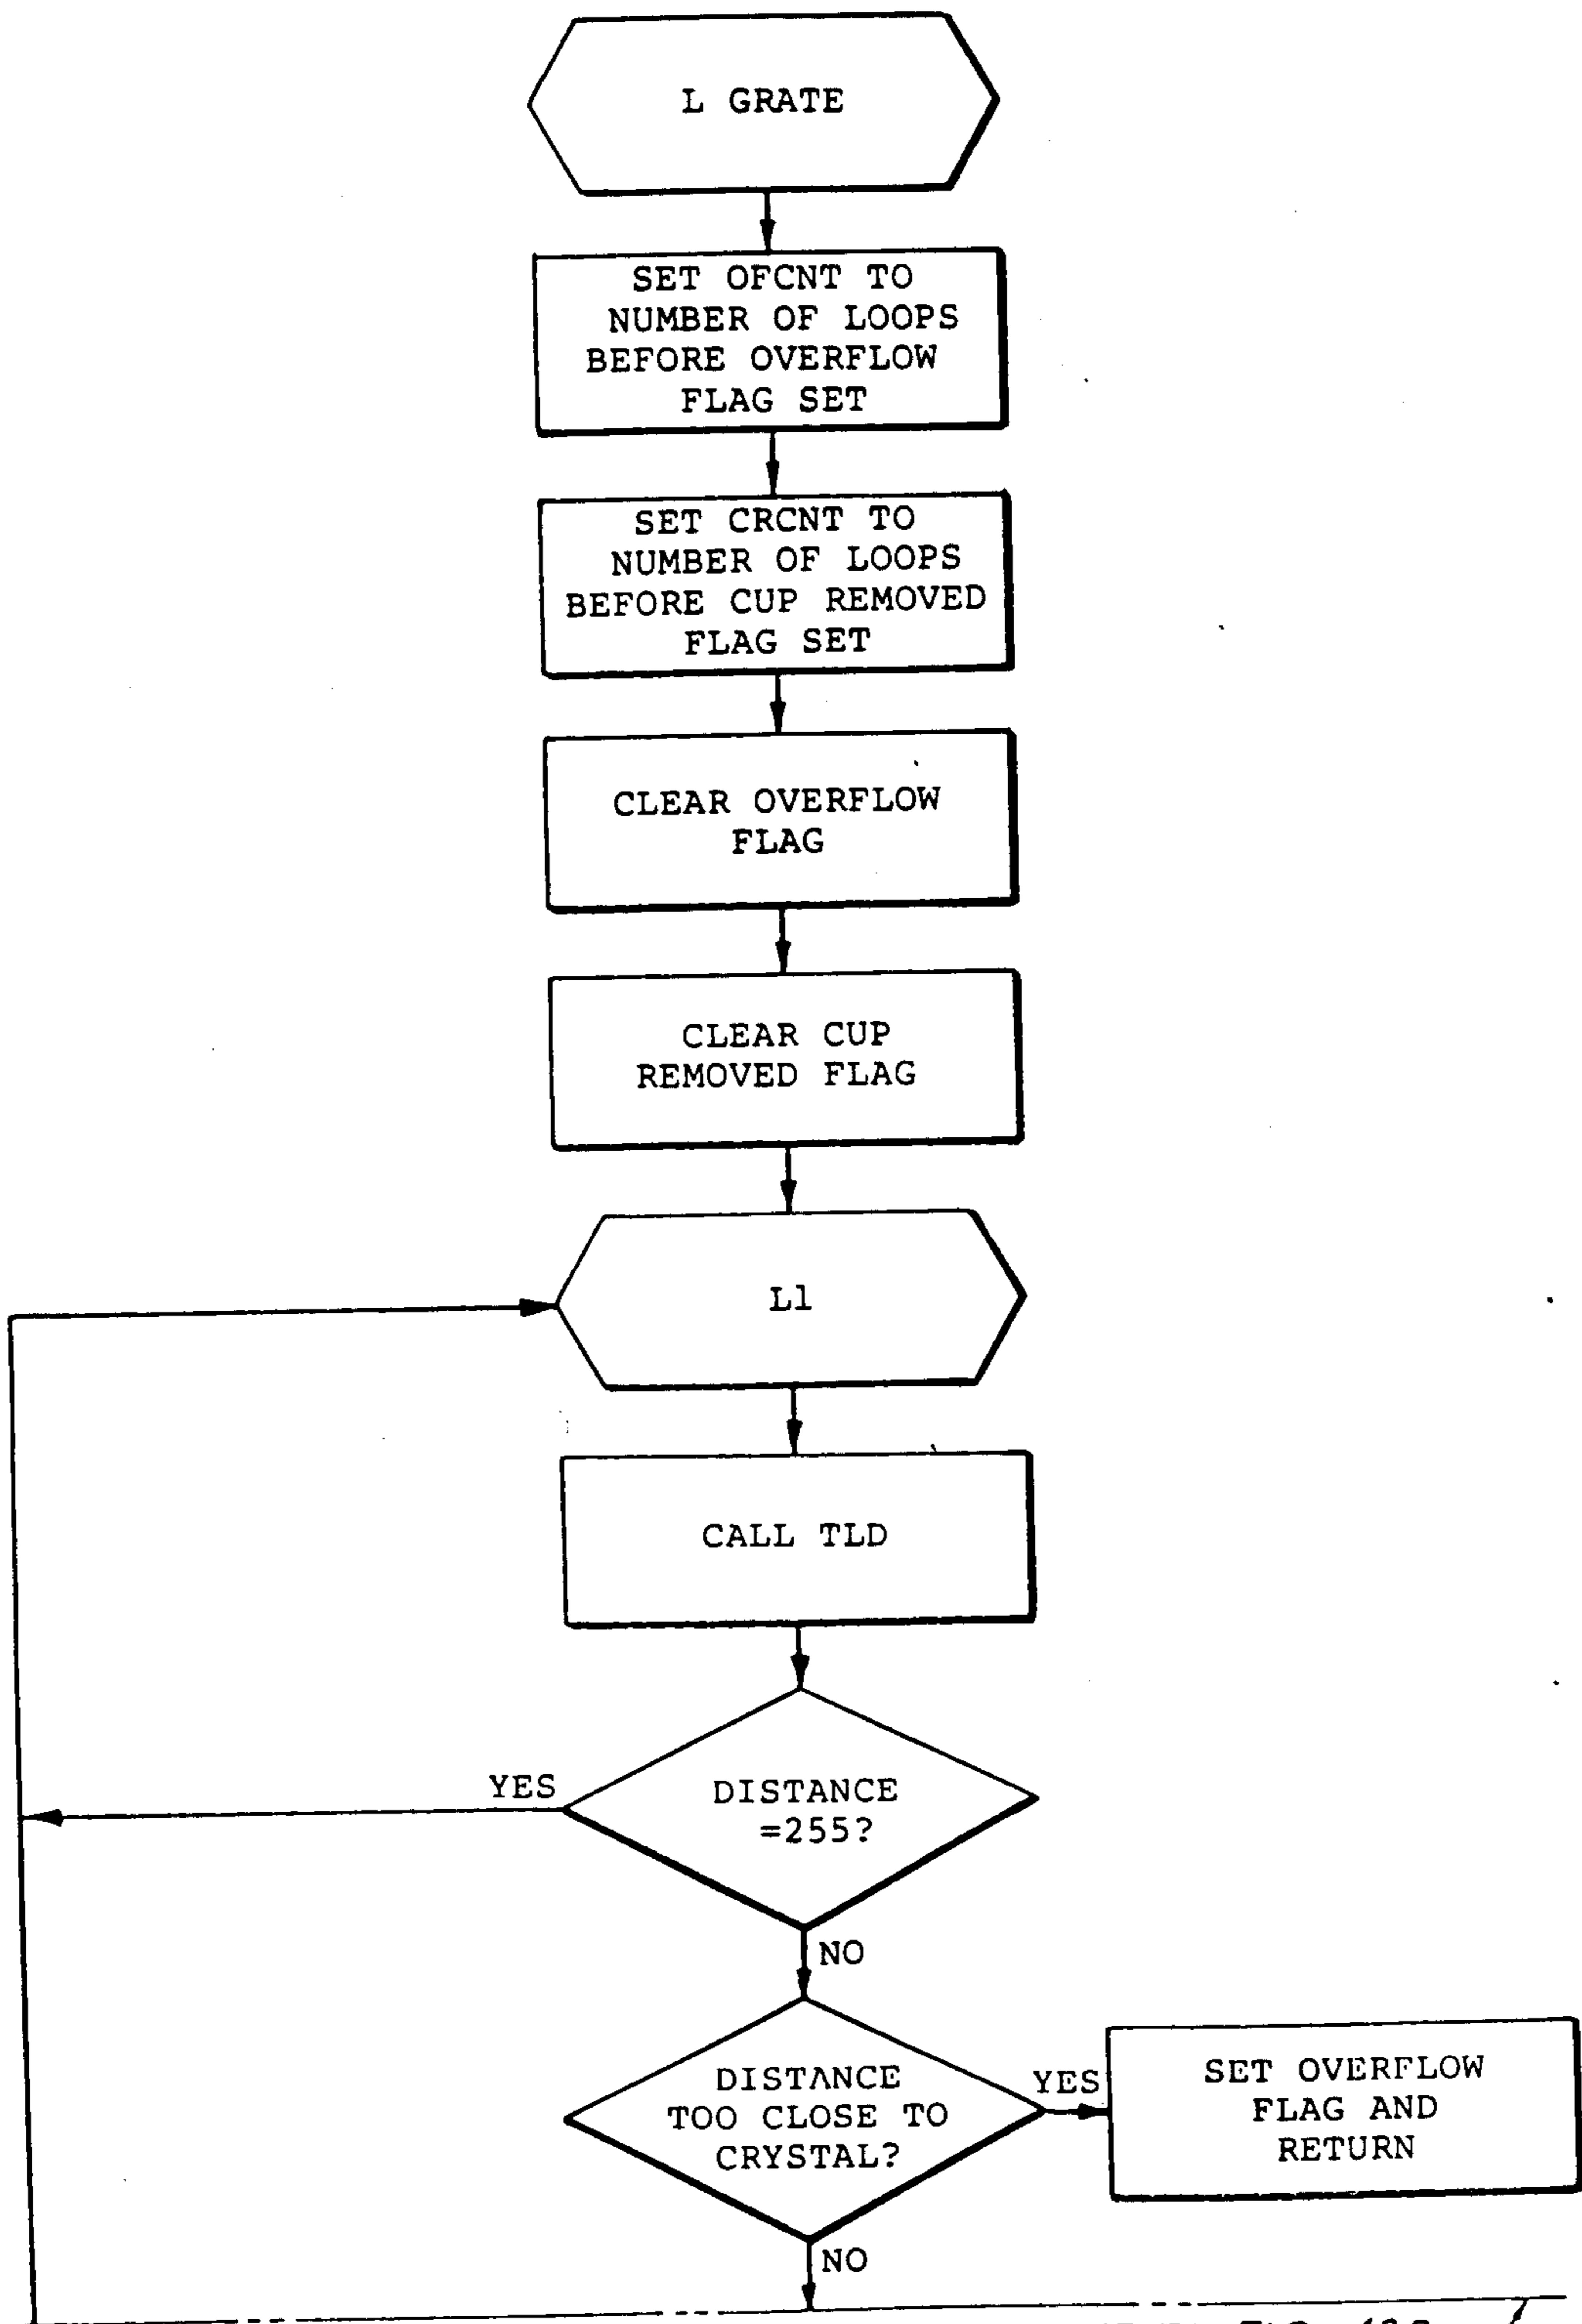 L GRATE
SET OFCNT TO
NUMBER OF LOOPS
BEFORE OVERFLOW
FLAG SET
SET CRCNT TO
NUMBER OF LOOPS
BEFORE CUP REMOVED
FLAG SET
CLEAR OVERFLOW
FLAG
CLEAR CUP
REMOVED FLAG
L1
CALL TLD
YES
DISTANCE
=255?
NO
DISTANCE
TOO CLOSE TO
CRYSTAL?
YES
SET OVERFLOW
FLAG AND
RETURN
NO